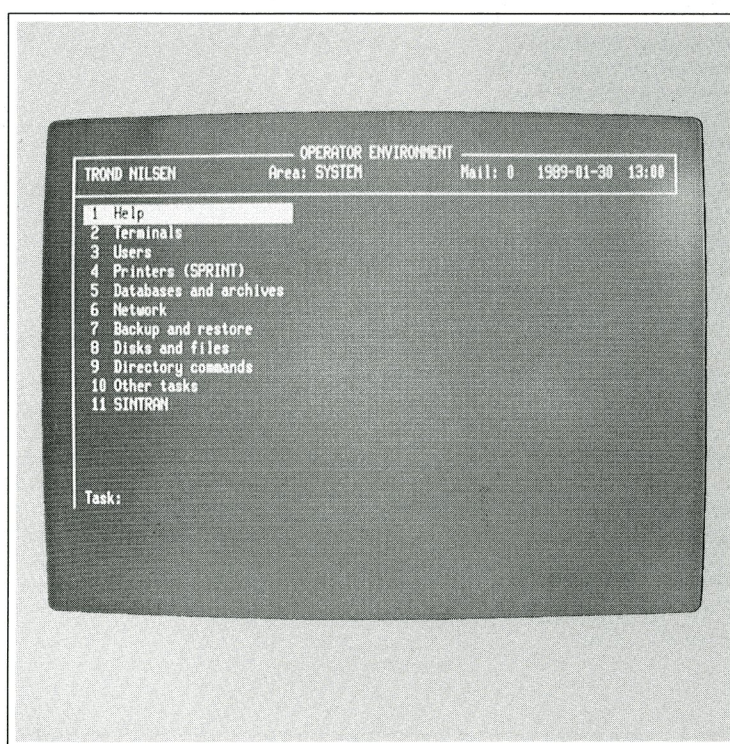 OPERATOR ENVIRONMENT
TROND NILSEN Area: SYSTEM Mail: 0 1989-01-30 13:00
1 Help
2 Terminals
3 Users
4 Printers (SPRINT)
5 Databases and archives
6 Network
7 Backup and restore
8 Disks and files
9 Directory commands
10 Other tasks
11 SINTRAN
Task: